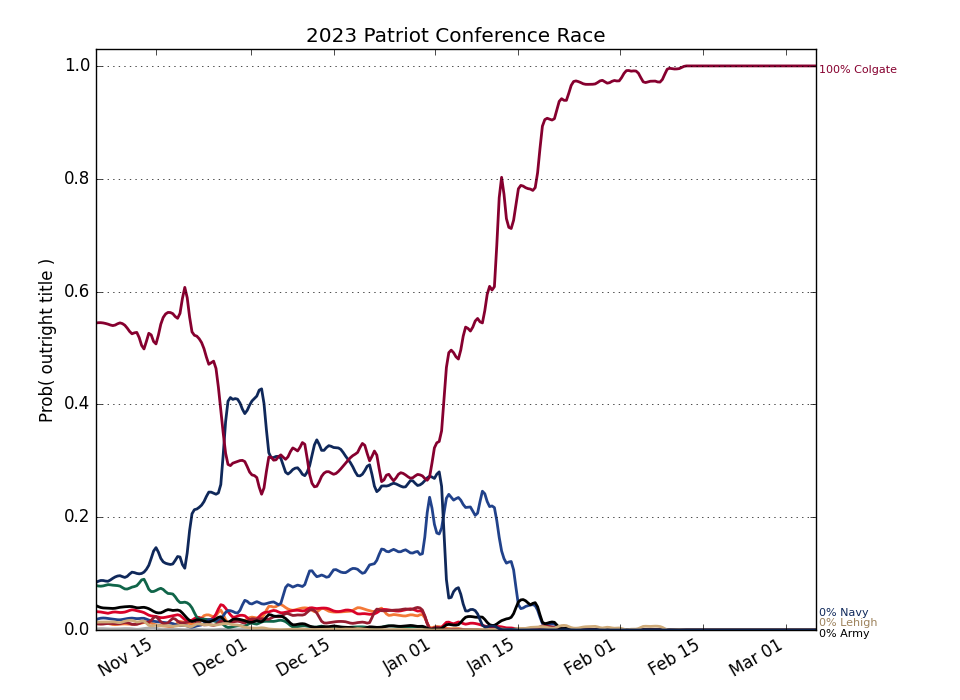 2023 Patriot Conference Race
Prob( outright title )
1.0
0.8
0.6
0.4
0.2
0.0
100% Colgate
0% Navy
0% Lehigh
0% Army
Nov 15
Dec 01
Dec 15
Jan 01
Jan 15
Feb 01
Feb 15
Mar 01